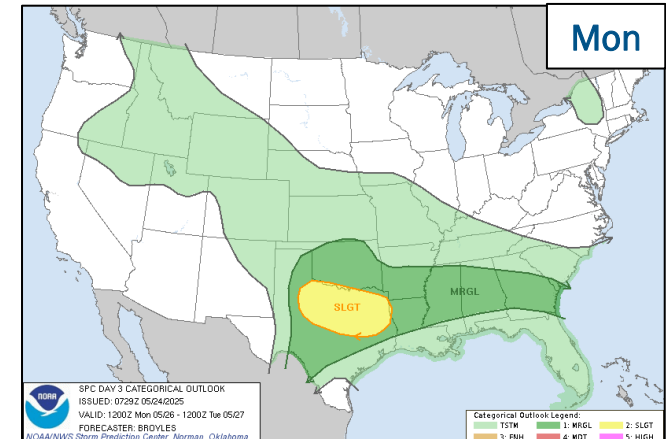 Mon
MRGL
SLGT
NOAA
SPC DAY 3 CATEGORICAL OUTLOOK
ISSUED: 0729Z 05/24/2025
VALID: 1200Z Mon 05/26 - 1200Z Tue 05/27
FORECASTER: BROYLES
NOAA/NWS Storm Prediction Center, Norman, Oklahoma
Categorical Outlook Legend:
TSTM 1: MRGL 2: SLGT
3: ENH 4: MDT 5: HIGH